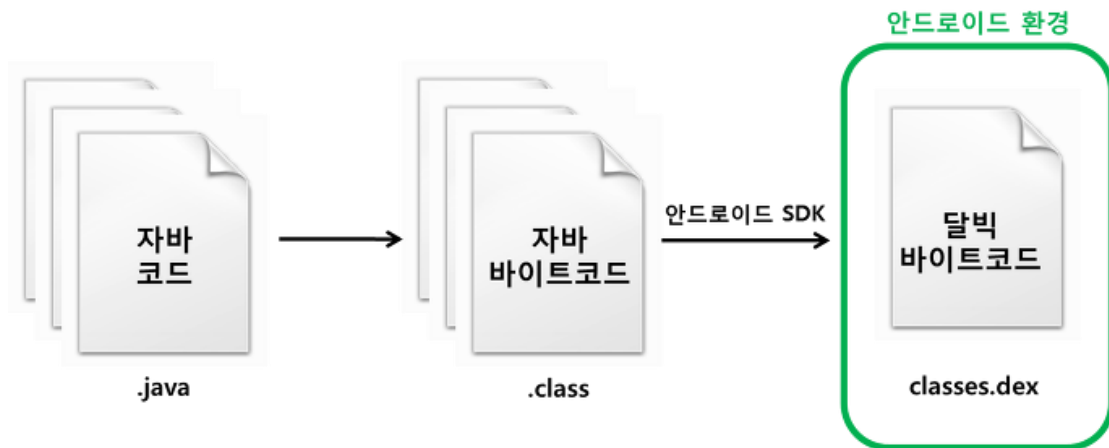 안드로이드 환경
자바
코드
자바
바이트코드
안드로이드 SDK
달빅
바이트코드
.java
.class
classes.dex